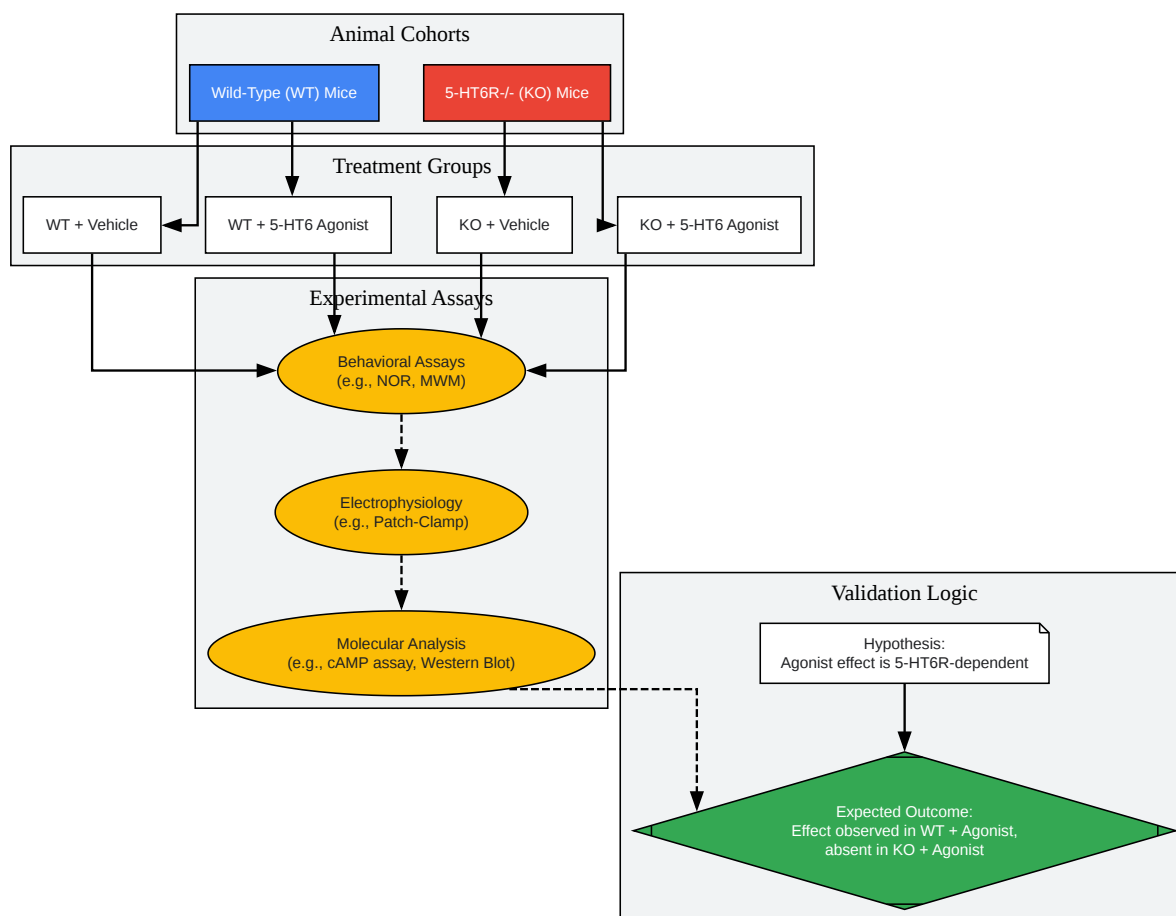 Animal Cohorts
Wild-Type (WT) Mice
5-HT6R-/- (KO) Mice
Treatment Groups
WT + Vehicle
WT + 5-HT6 Agonist
KO + Vehicle
KO + 5-HT6 Agonist
Experimental Assays
Behavioral Assays
(e.g., NOR, MWM)
Electrophysiology
(e.g., Patch-Clamp)
Molecular Analysis
(e.g., cAMP assay, Western Blot)
Validation Logic
Hypothesis:
Agonist effect is 5-HT6R-dependent
Expected Outcome:
Effect observed in WT + Agonist,
absent in KO + Agonist